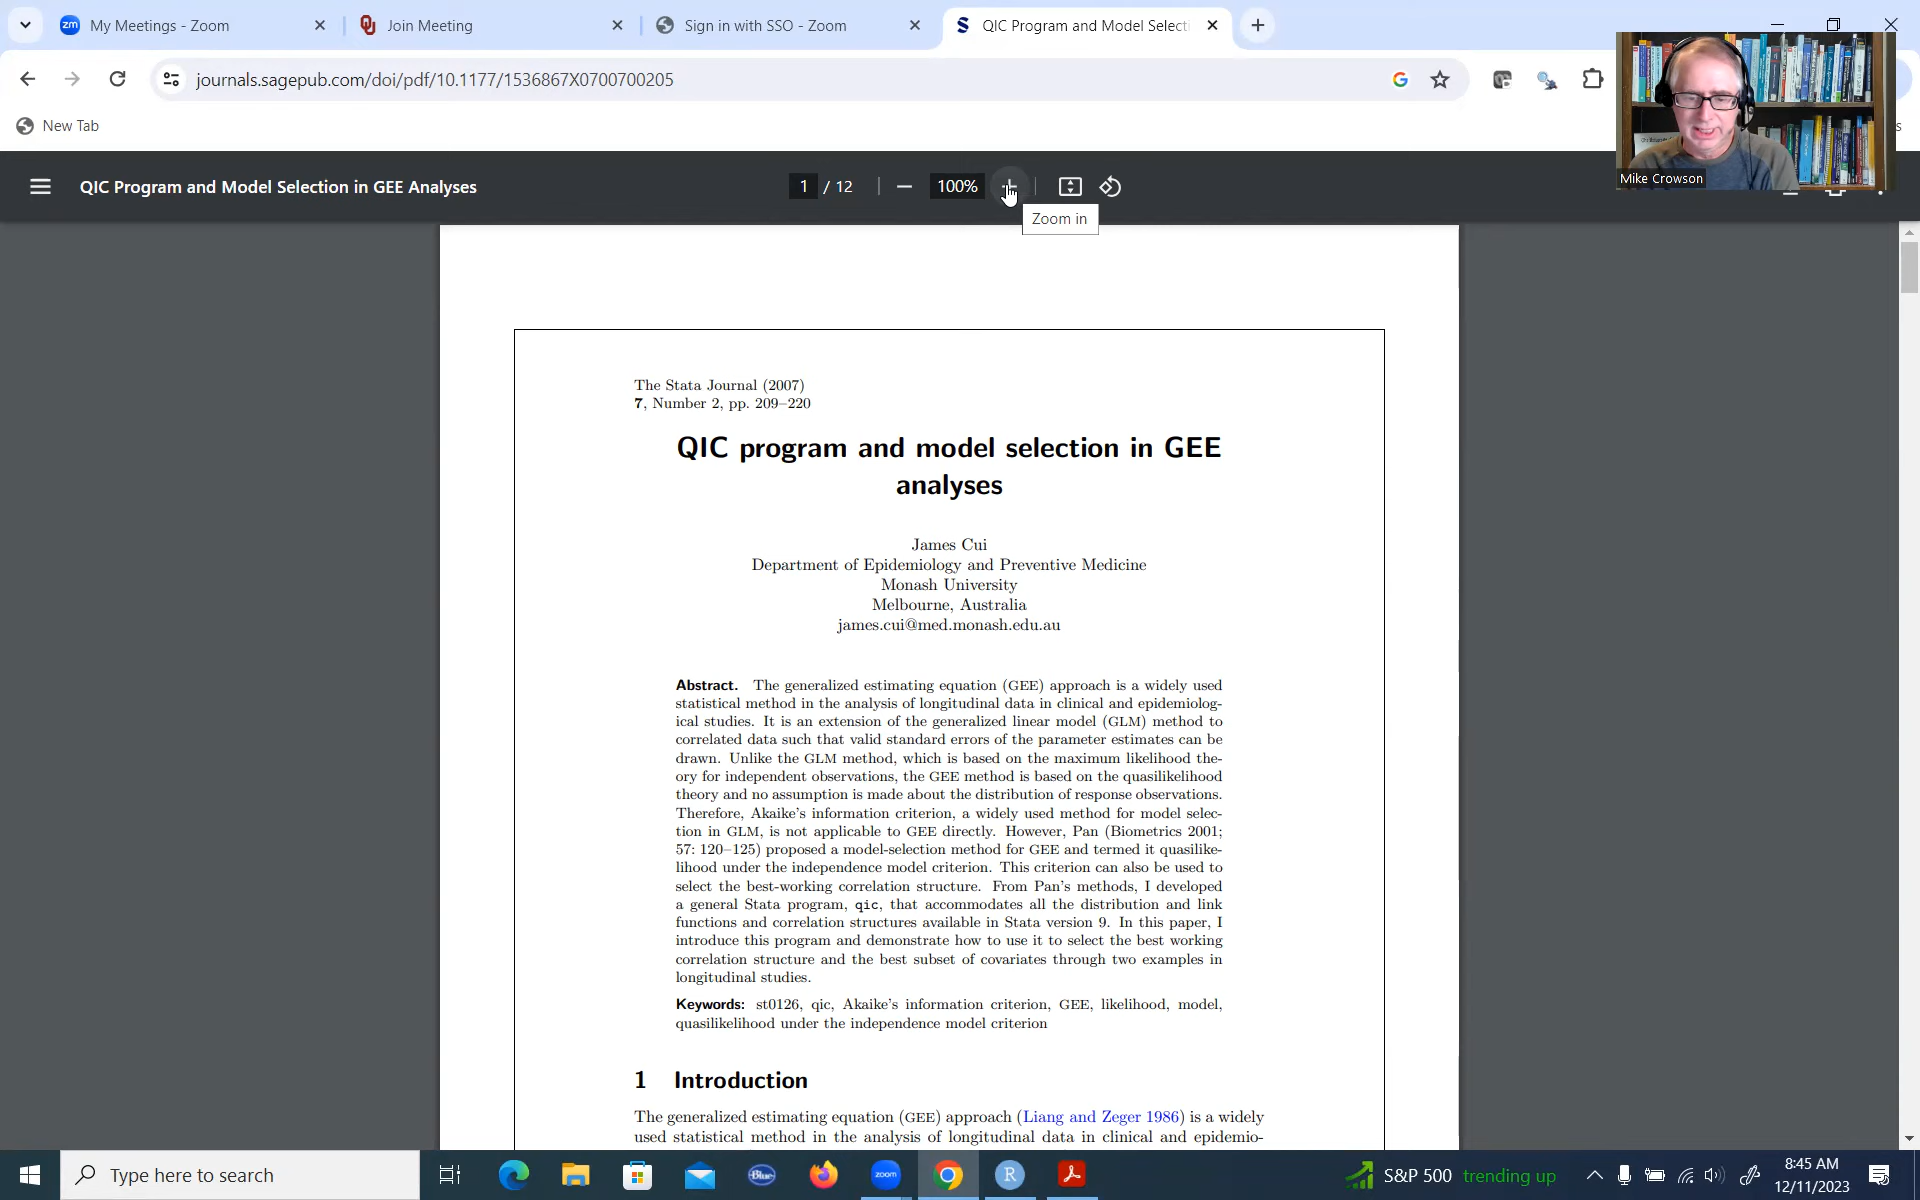 My Meetings - Zoom
Join Meeting
Sign in with SSO - Zoom
QIC Program and Model Selecti
journals.sagepub.com/doi/pdf/10.1177/1536867X0700700205
New Tab
Mike Crowson
QIC Program and Model Selection in GEE Analyses
1 / 12
100%
Zoom in
The Stata Journal (2007)
7, Number 2, pp. 209–220
QIC program and model selection in GEE
analyses
James Cui
Department of Epidemiology and Preventive Medicine
Monash University
Melbourne, Australia
james.cui@med.monash.edu.au
Abstract. The generalized estimating equation (GEE) approach is a widely used
statistical method in the analysis of longitudinal data in clinical and epidemiolog-
ical studies. It is an extension of the generalized linear model (GLM) method to
correlated data such that valid standard errors of the parameter estimates can be
drawn. Unlike the GLM method, which is based on the maximum likelihood the-
ory for independent observations, the GEE method is based on the quasilikelihood
theory and no assumption is made about the distribution of response observations.
Therefore, Akaike's information criterion, a widely used method for model selec-
tion in GLM, is not applicable to GEE directly. However, Pan (Biometrics 2001;
57: 120–125) proposed a model-selection method for GEE and termed it quasilike-
lihood under the independence model criterion. This criterion can also be used to
select the best-working correlation structure. From Pan's methods, I developed
a general Stata program, qic, that accommodates all the distribution and link
functions and correlation structures available in Stata version 9. In this paper, I
introduce this program and demonstrate how to use it to select the best working
correlation structure and the best subset of covariates through two examples in
longitudinal studies.
Keywords: st0126, qic, Akaike's information criterion, GEE, likelihood, model,
quasilikelihood under the independence model criterion
1 Introduction
The generalized estimating equation (GEE) approach (Liang and Zeger 1986) is a widely
used statistical method in the analysis of longitudinal data in clinical and epidemio-
Type here to search
S&P 500 trending up
8:45 AM
12/11/2023